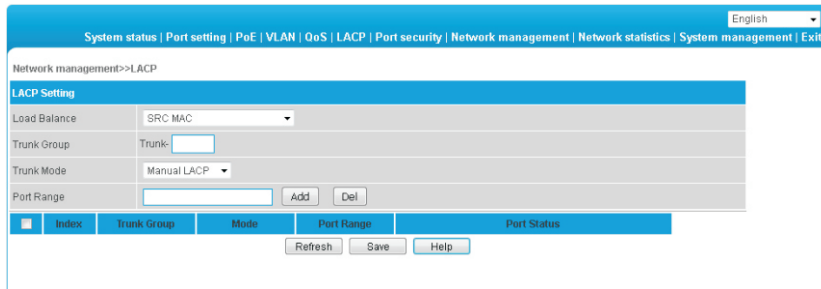 English
System status | Port setting | PoE | VLAN | QoS | LACP | Port security | Network management | Network statistics | System management | Exit
Network management>>LACP
LACP Setting
Load Balance SRC MAC
Trunk Group Trunk-
Trunk Mode Manual LACP
Port Range Add Del
Index Trunk Group Mode Port Range Port Status
Refresh Save Help